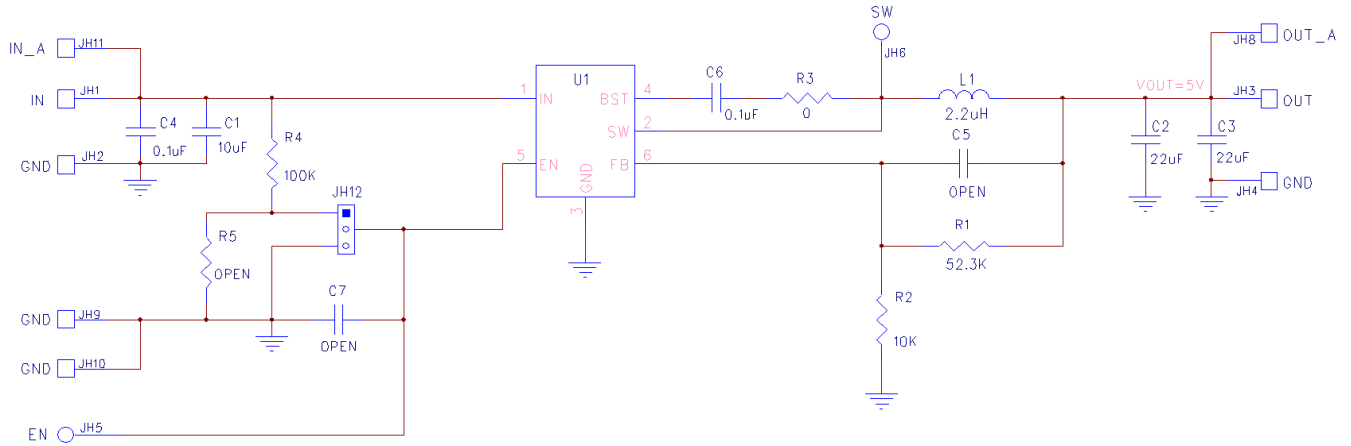 SW
IN_A JH11
JH6
JH8 OUT_A
IN JH1
U1
1 IN
BST 4
C6
0.1uF
R3
0
L1
2.2uH
VOUT=5V
JH3 OUT
C4
0.1uF
C1
10uF
R4
100K
SW 2
C5
OPEN
C2
22uF
C3
22uF
GND JH2
5 EN
FB 6
GND
3
JH4 GND
JH12
R5
OPEN
R1
52.3K
C7
OPEN
R2
10K
GND JH9
GND JH10
EN JH5